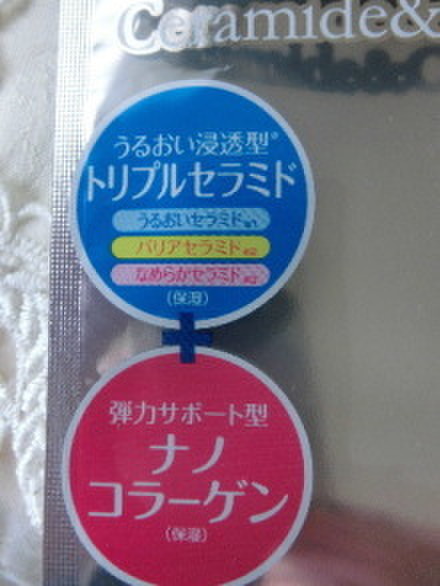 Ceramide&
うるおい浸透型※
トリプルセラミド
うるおいセラミド※1
バリアセラミド※2
なめらかセラミド※3
(保湿)
+
弾力サポート型
ナノ
コラーゲン
(保湿)